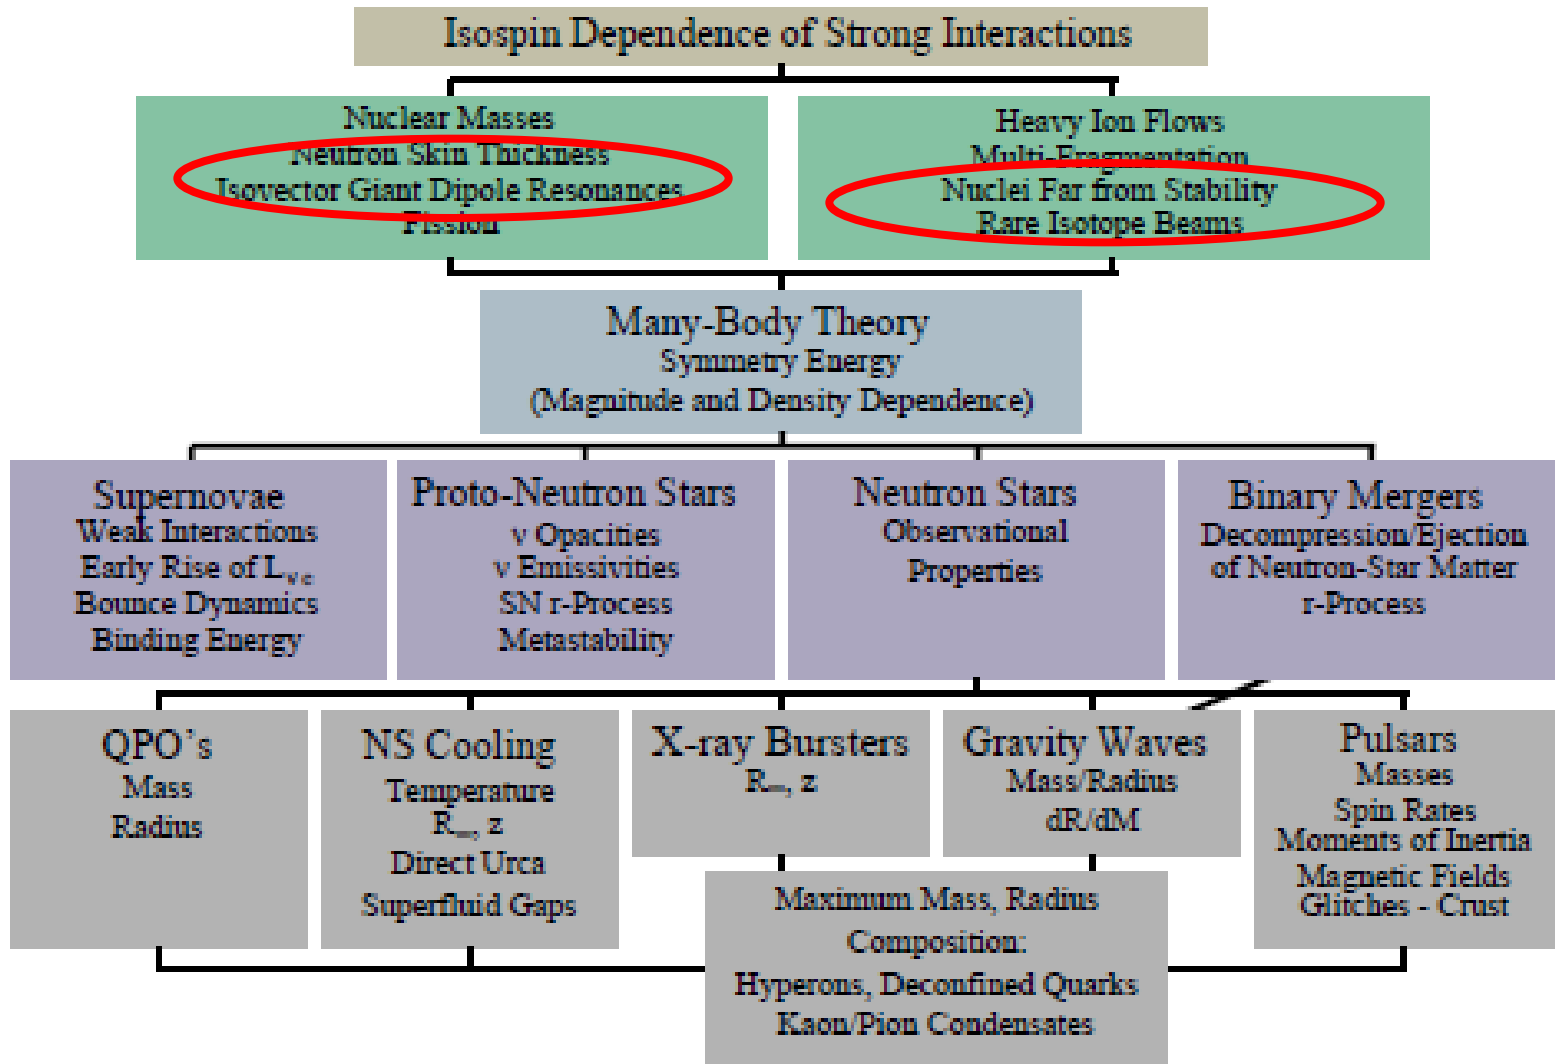 Isospin Dependence of Strong Interactions
Nuclear Masses
Neutron Skin Thickness
Isovector Giant Dipole Resonances
Fission
Heavy Ion Flows
Multi-Fragmentation
Nuclei Far from Stability
Rare Isotope Beams
Many-Body Theory
Symmetry Energy
(Magnitude and Density Dependence)
Supernovae
Weak Interactions
Early Rise of Lνe
Bounce Dynamics
Binding Energy
Proto-Neutron Stars
ν Opacities
ν Emissivities
SN r-Process
Metastability
Neutron Stars
Observational
Properties
Binary Mergers
Decompression/Ejection
of Neutron-Star Matter
r-Process
QPO's
Mass
Radius
NS Cooling
Temperature
R∞, z
Direct Urca
Superfluid Gaps
X-ray Bursters
R∞, z
Gravity Waves
Mass/Radius
dR/dM
Pulsars
Masses
Spin Rates
Moments of Inertia
Magnetic Fields
Glitches - Crust
Maximum Mass, Radius
Composition:
Hyperons, Deconfined Quarks
Kaon/Pion Condensates